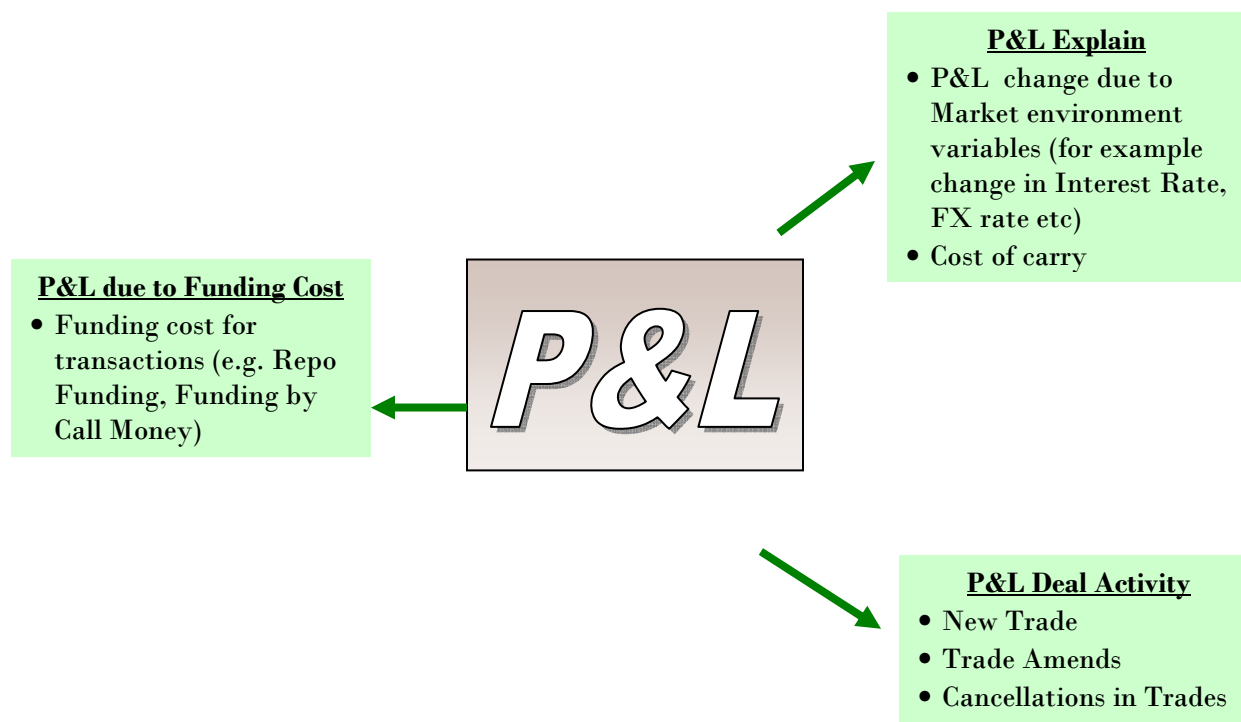 P&L Explain
• P&L change due to
Market environment
variables (for example
change in Interest Rate,
FX rate etc)
• Cost of carry
P&L due to Funding Cost
• Funding cost for
transactions (e.g. Repo
Funding, Funding by
Call Money)
P&L
P&L Deal Activity
• New Trade
• Trade Amends
• Cancellations in Trades